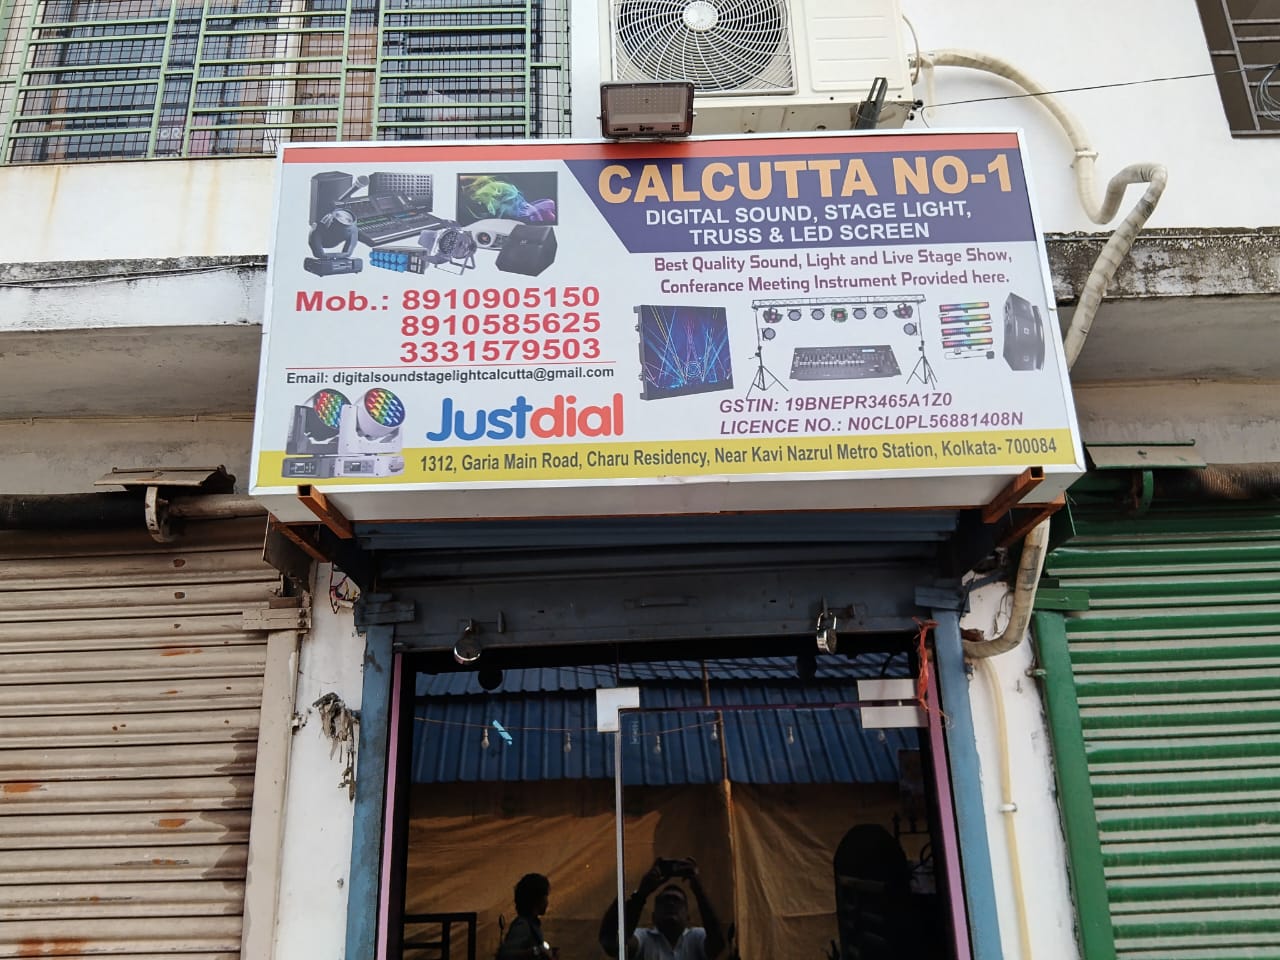 CALCUTTA NO-1
DIGITAL SOUND, STAGE LIGHT,
TRUSS & LED SCREEN
Best Quality Sound, Light and Live Stage Show,
Conferance Meeting Instrument Provided here.
Mob.: 8910905150
8910585625
3331579503
Email: digitalsoundstagelightcalcutta@gmail.com
Justdial
GSTIN: 19BNEPR3465A1Z0
LICENCE NO.: N0CL0PL56881408N
1312, Garia Main Road, Charu Residency, Near Kavi Nazrul Metro Station, Kolkata- 700084